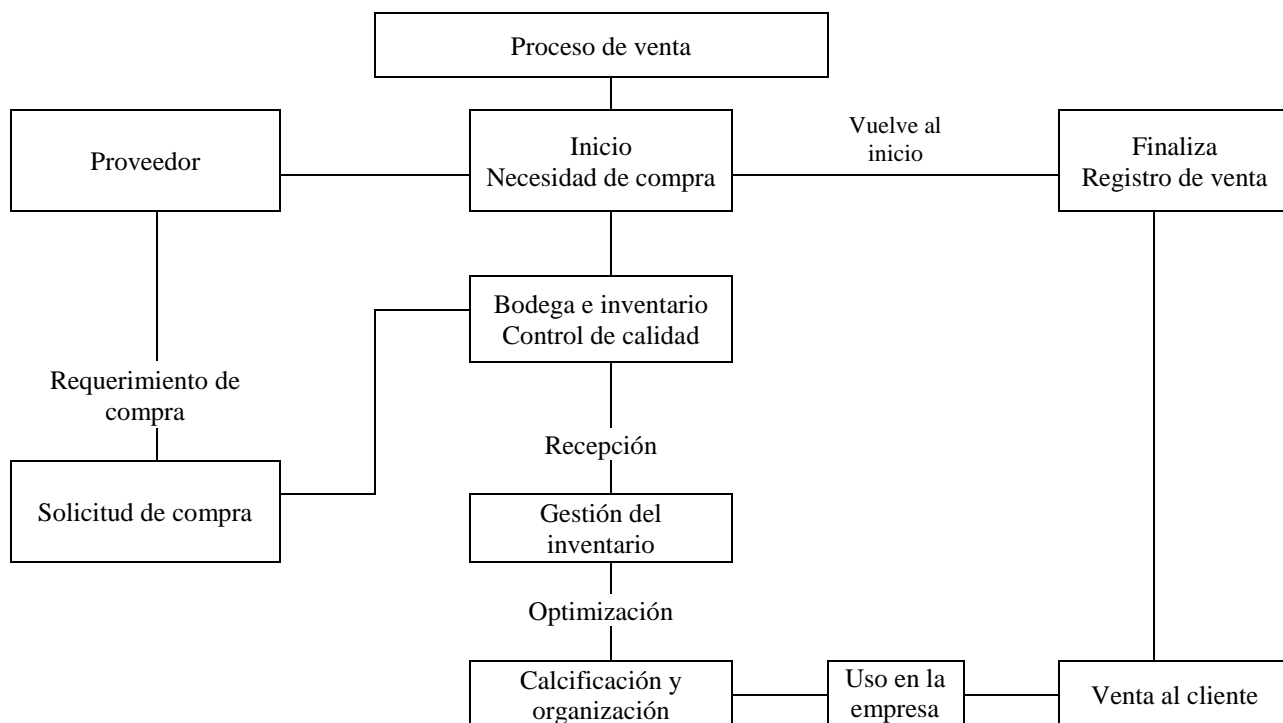 Proceso de venta
Proveedor
Inicio
Necesidad de compra
Vuelve al
inicio
Finaliza
Registro de venta
Bodega e inventario
Control de calidad
Requerimiento de
compra
Recepción
Solicitud de compra
Gestión del
inventario
Optimización
Calcificación y
organización
Uso en la
empresa
Venta al cliente